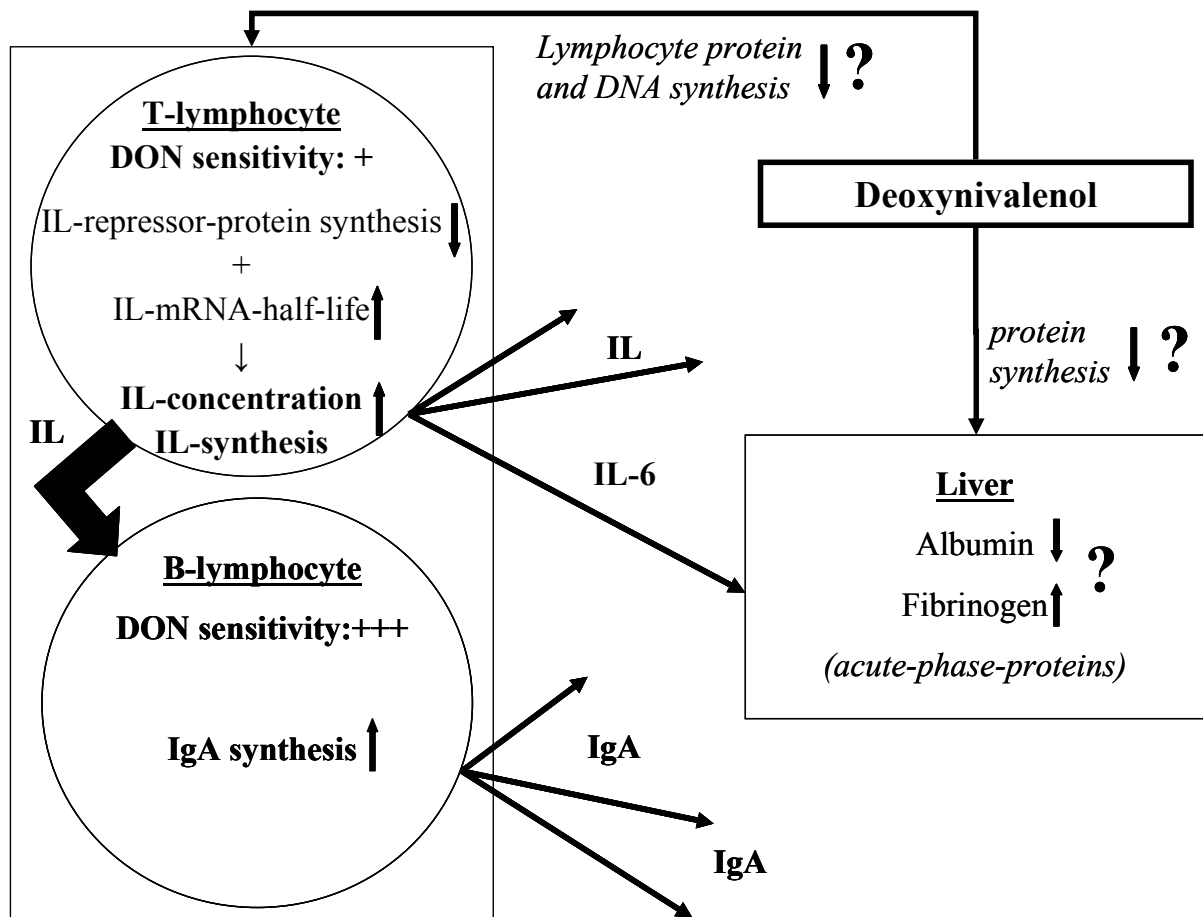 Lymphocyte protein
and DNA synthesis ?
T-lymphocyte
DON sensitivity: +
IL-repressor-protein synthesis
+
IL-mRNA-half-life
↓
IL-concentration
IL-synthesis
Deoxynivalenol
protein
synthesis ?
IL
IL
IL-6
Liver
Albumin
Fibrinogen
?
(acute-phase-proteins)
B-lymphocyte
DON sensitivity:+++
IgA synthesis
IgA
IgA